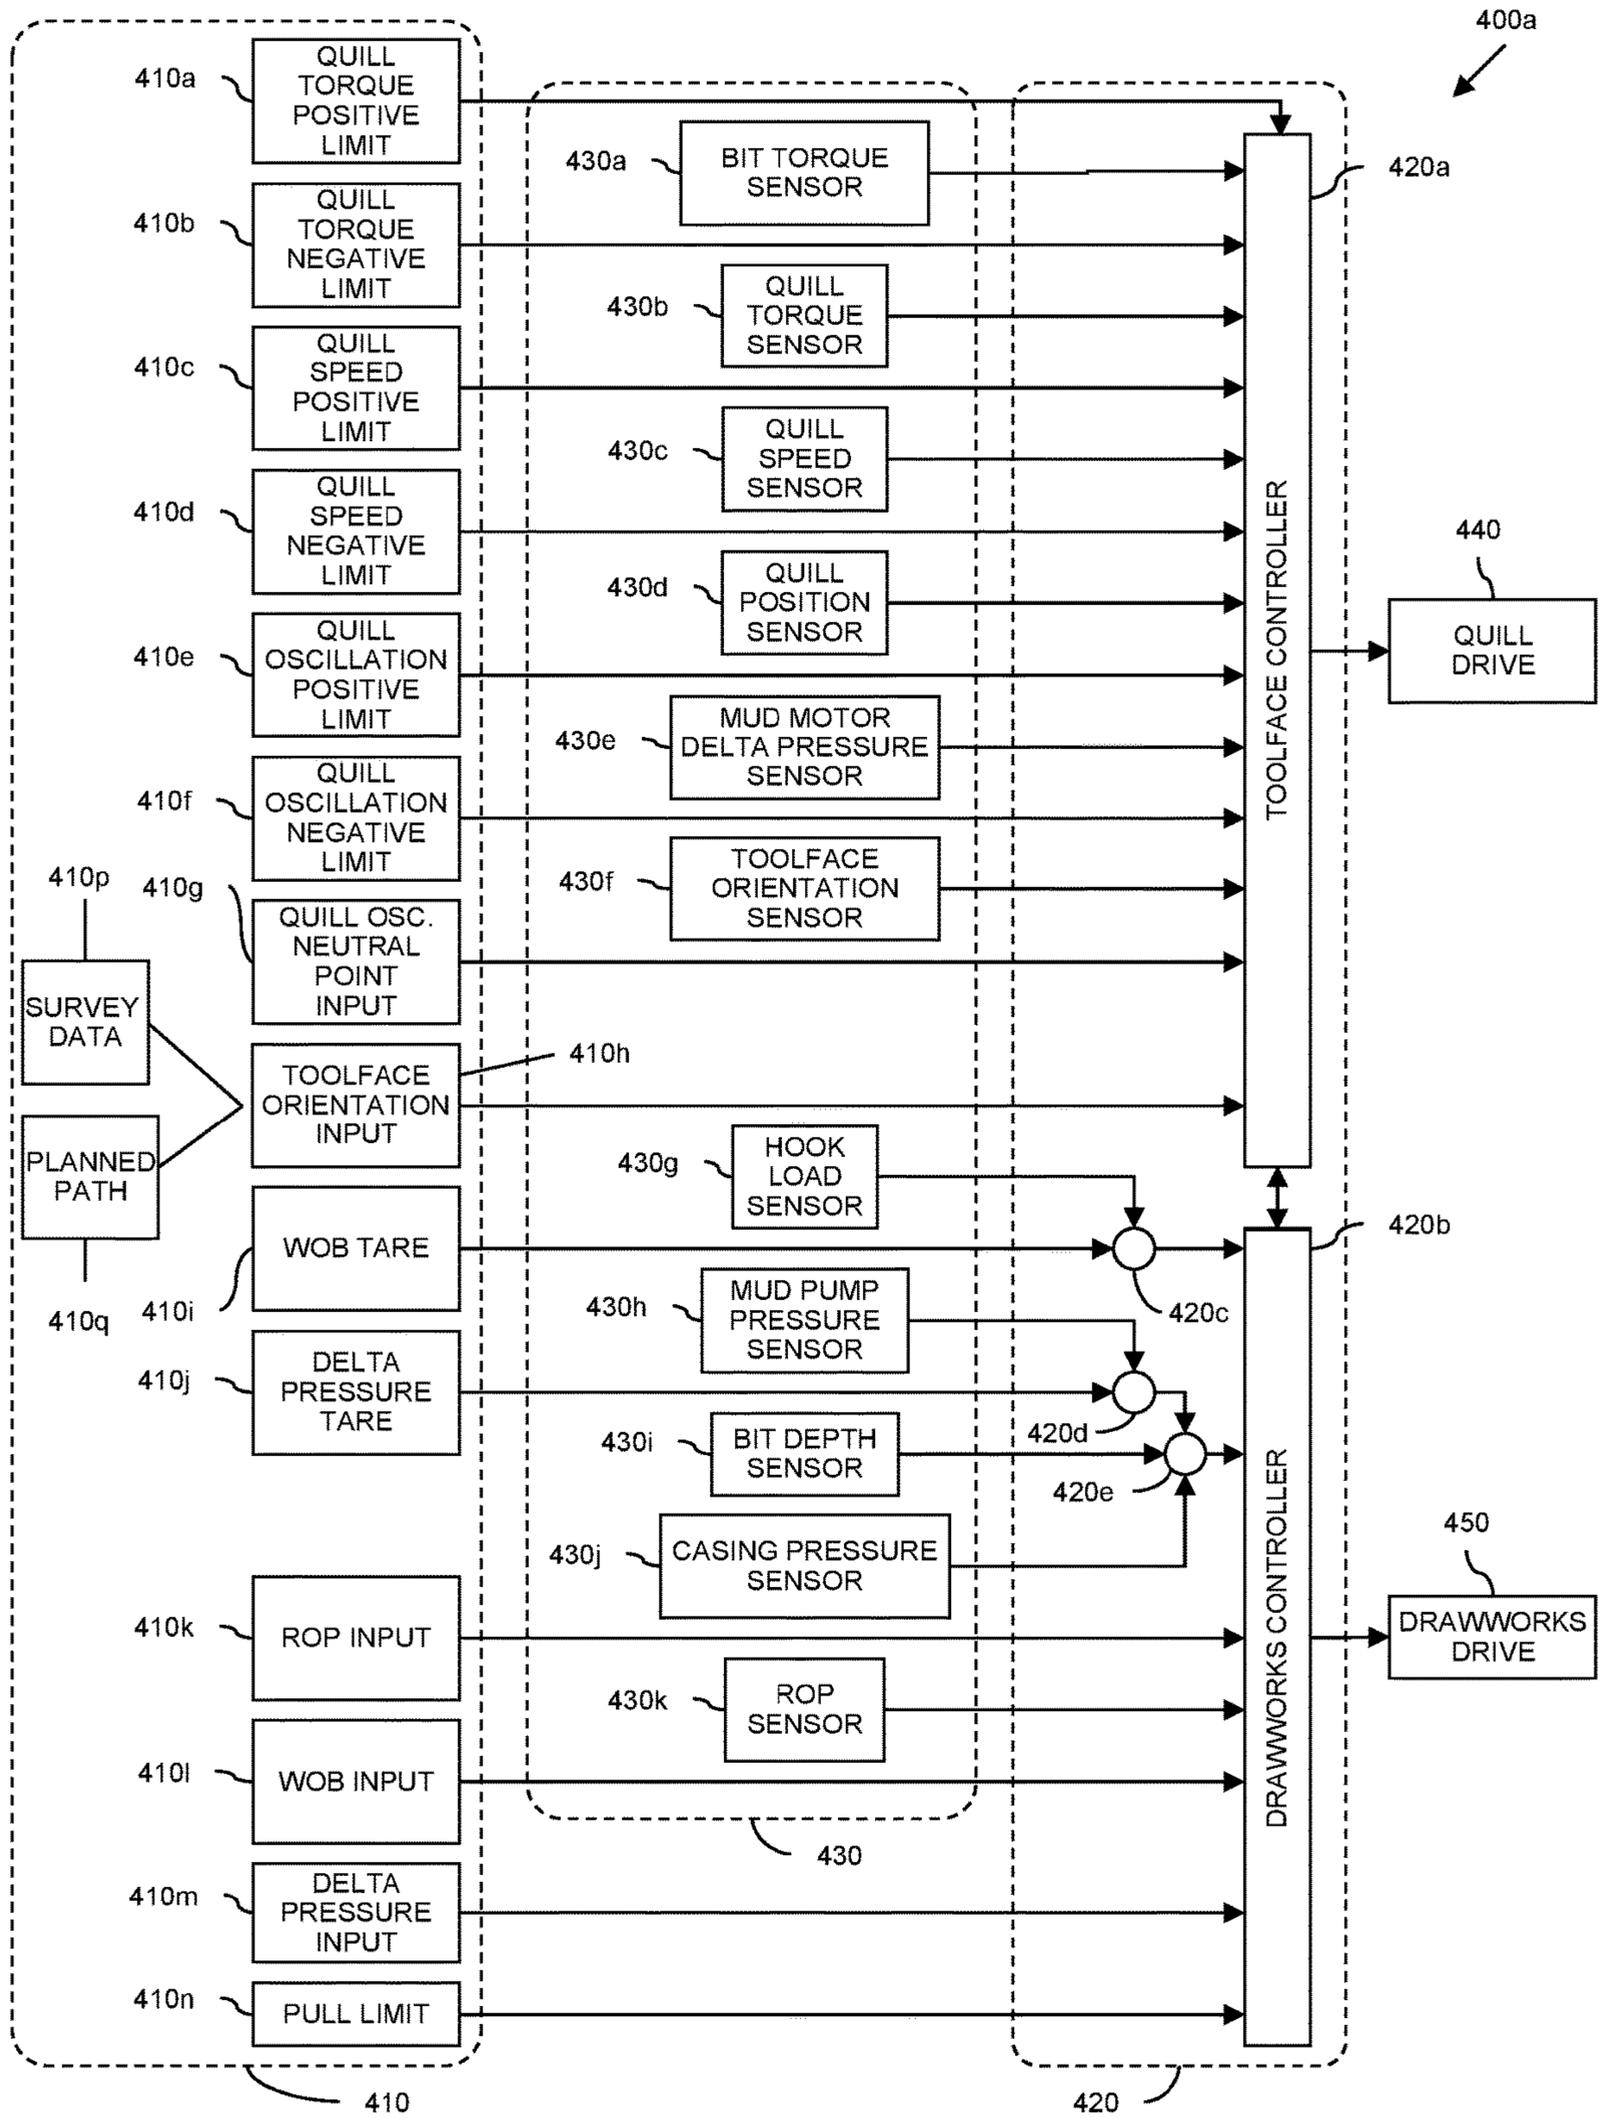 400a
410a
QUILL
TORQUE
POSITIVE
LIMIT
430a
BIT TORQUE
SENSOR
420a
410b
QUILL
TORQUE
NEGATIVE
LIMIT
430b
QUILL
TORQUE
SENSOR
410c
QUILL
SPEED
POSITIVE
LIMIT
430c
QUILL
SPEED
SENSOR
410d
QUILL
SPEED
NEGATIVE
LIMIT
430d
QUILL
POSITION
SENSOR
TOOLFACE CONTROLLER
440
QUILL
DRIVE
410e
QUILL
OSCILLATION
POSITIVE
LIMIT
430e
MUD MOTOR
DELTA PRESSURE
SENSOR
410f
QUILL
OSCILLATION
NEGATIVE
LIMIT
430f
TOOLFACE
ORIENTATION
SENSOR
410p
410g
QUILL OSC.
NEUTRAL
POINT
INPUT
SURVEY
DATA
410h
TOOLFACE
ORIENTATION
INPUT
PLANNED
PATH
410q
430g
HOOK
LOAD
SENSOR
420b
410i
WOB TARE
420c
430h
MUD PUMP
PRESSURE
SENSOR
410j
DELTA
PRESSURE
TARE
420d
430i
BIT DEPTH
SENSOR
420e
430j
CASING PRESSURE
SENSOR
DRAWWORKS CONTROLLER
450
DRAWWORKS
DRIVE
410k
ROP INPUT
430k
ROP
SENSOR
410l
WOB INPUT
430
410m
DELTA
PRESSURE
INPUT
410n
PULL LIMIT
410
420